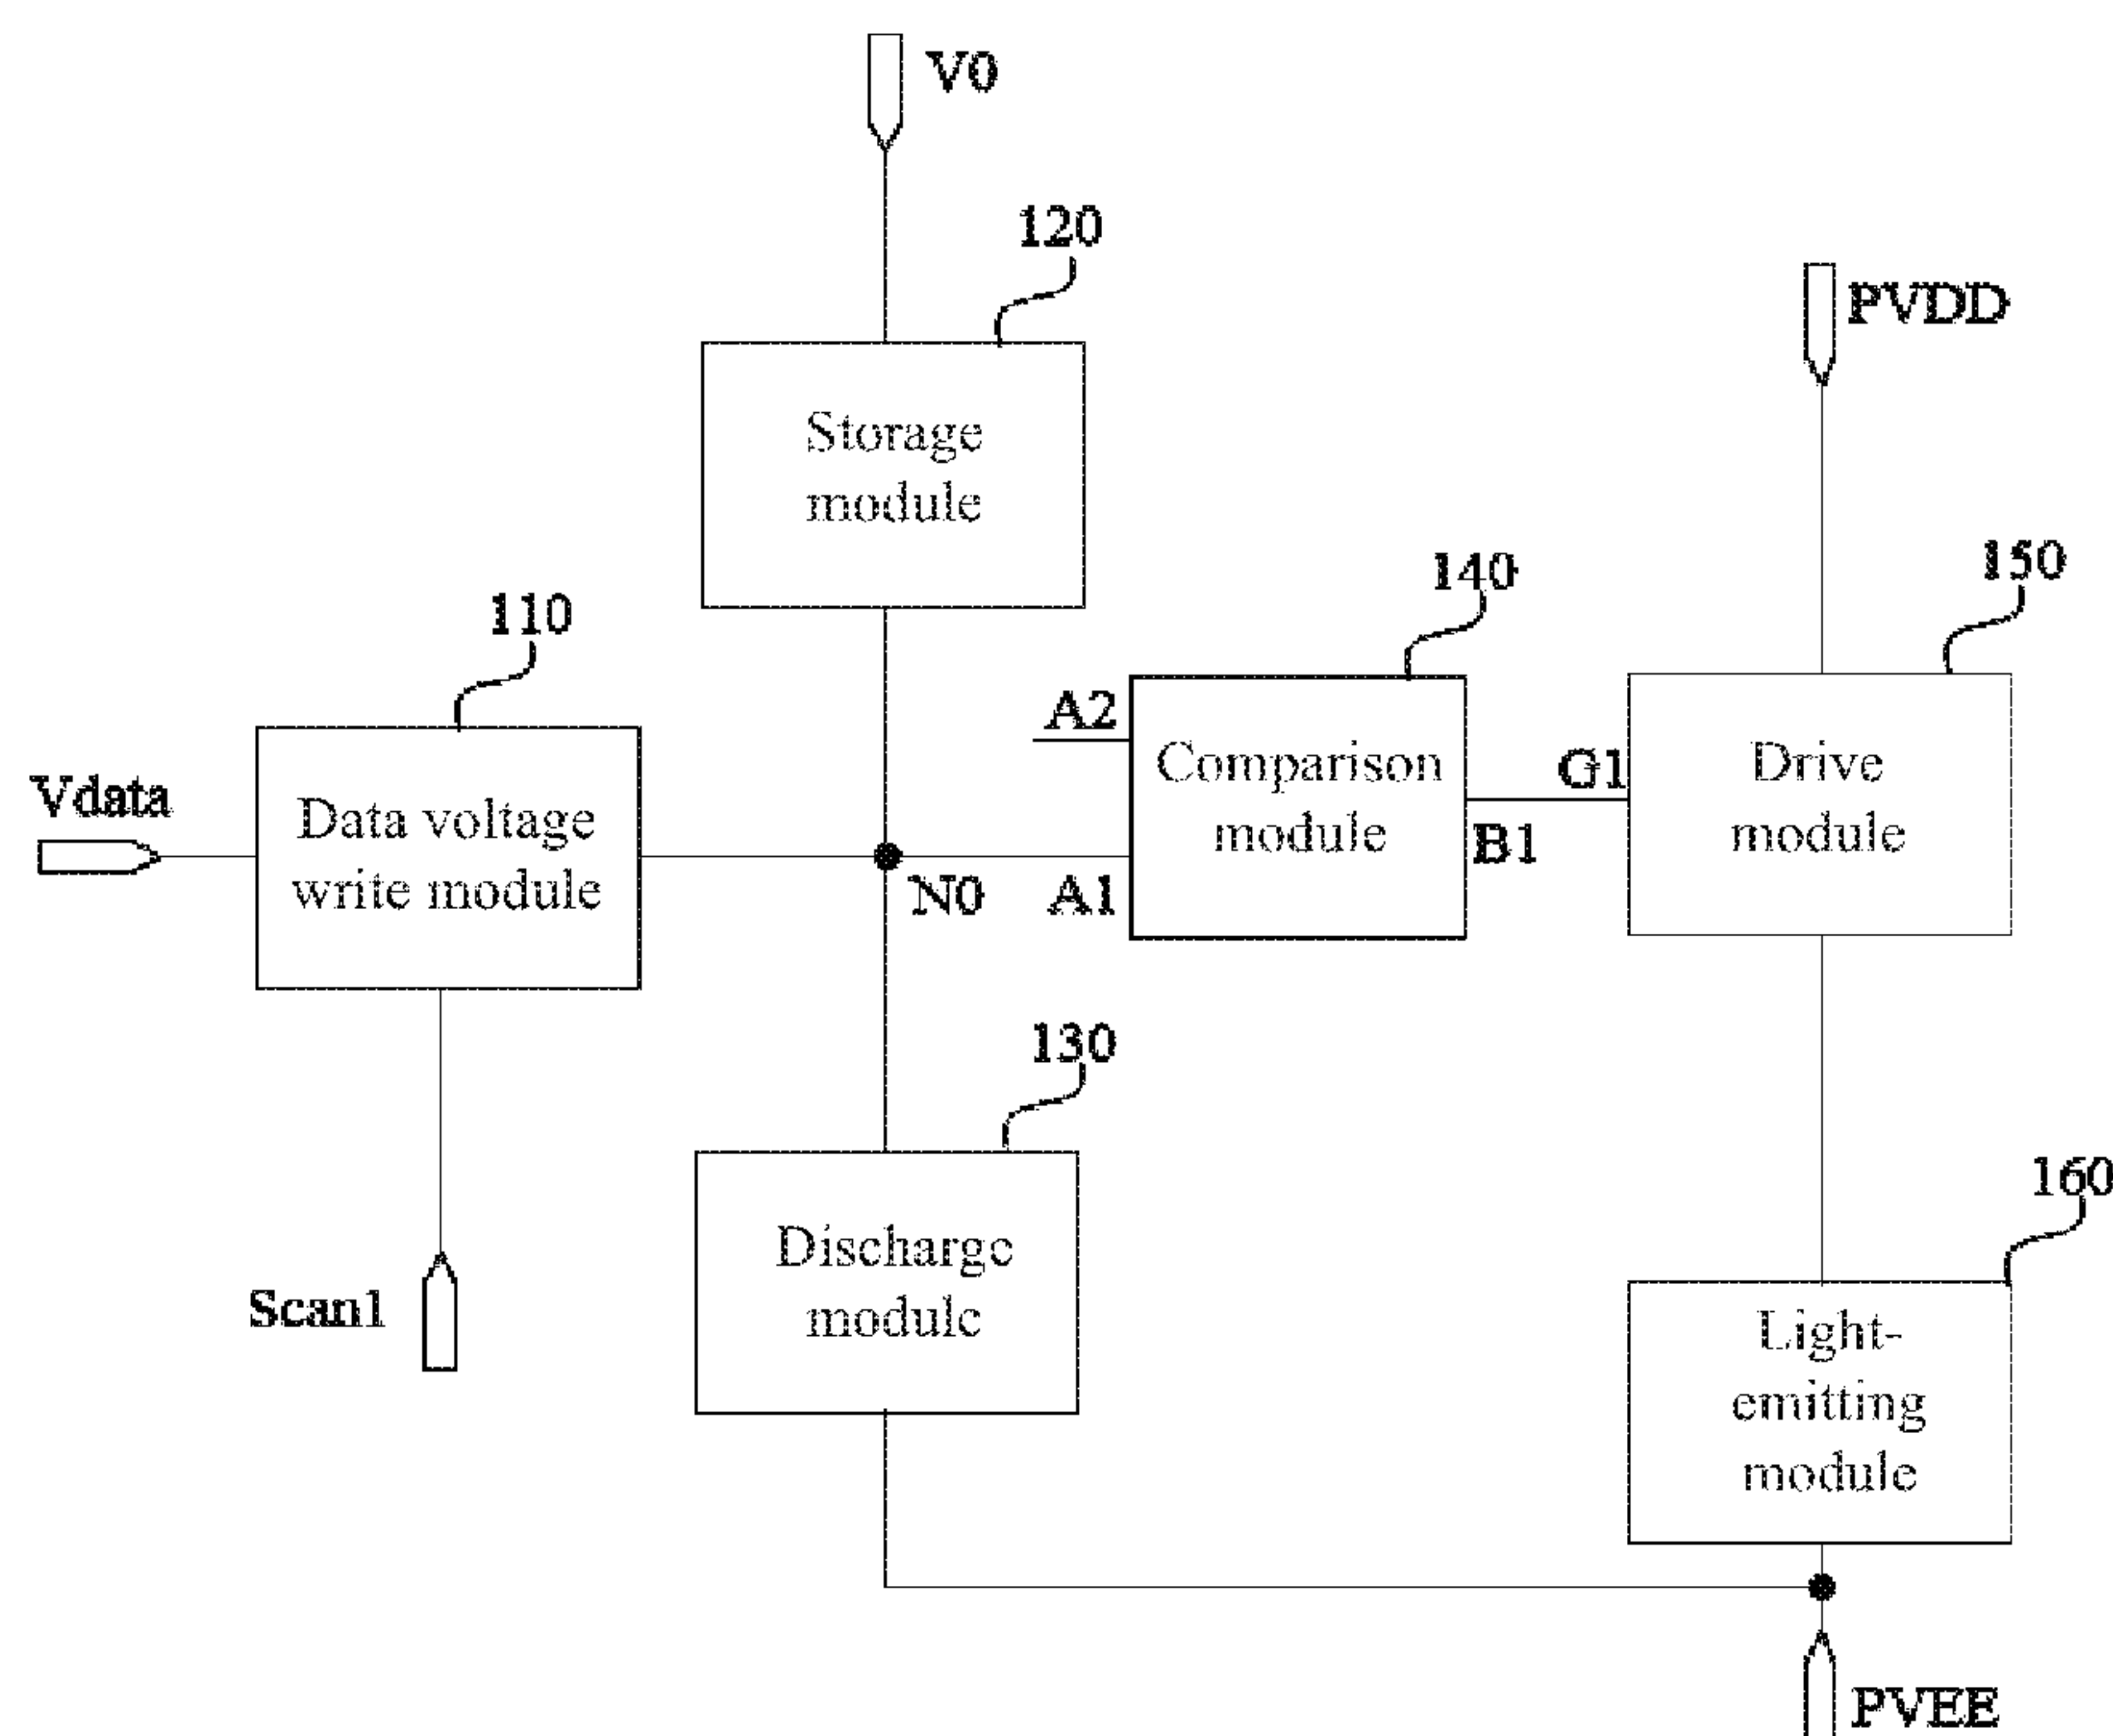 V0
120
PVDD
Storage
module
140
150
110
A2
Comparison
module
G1
Drive
module
Vdata
Data voltage
write module
B1
N0
A1
130
160
Discharge
module
Scan1
Light-
emitting
module
PVEE